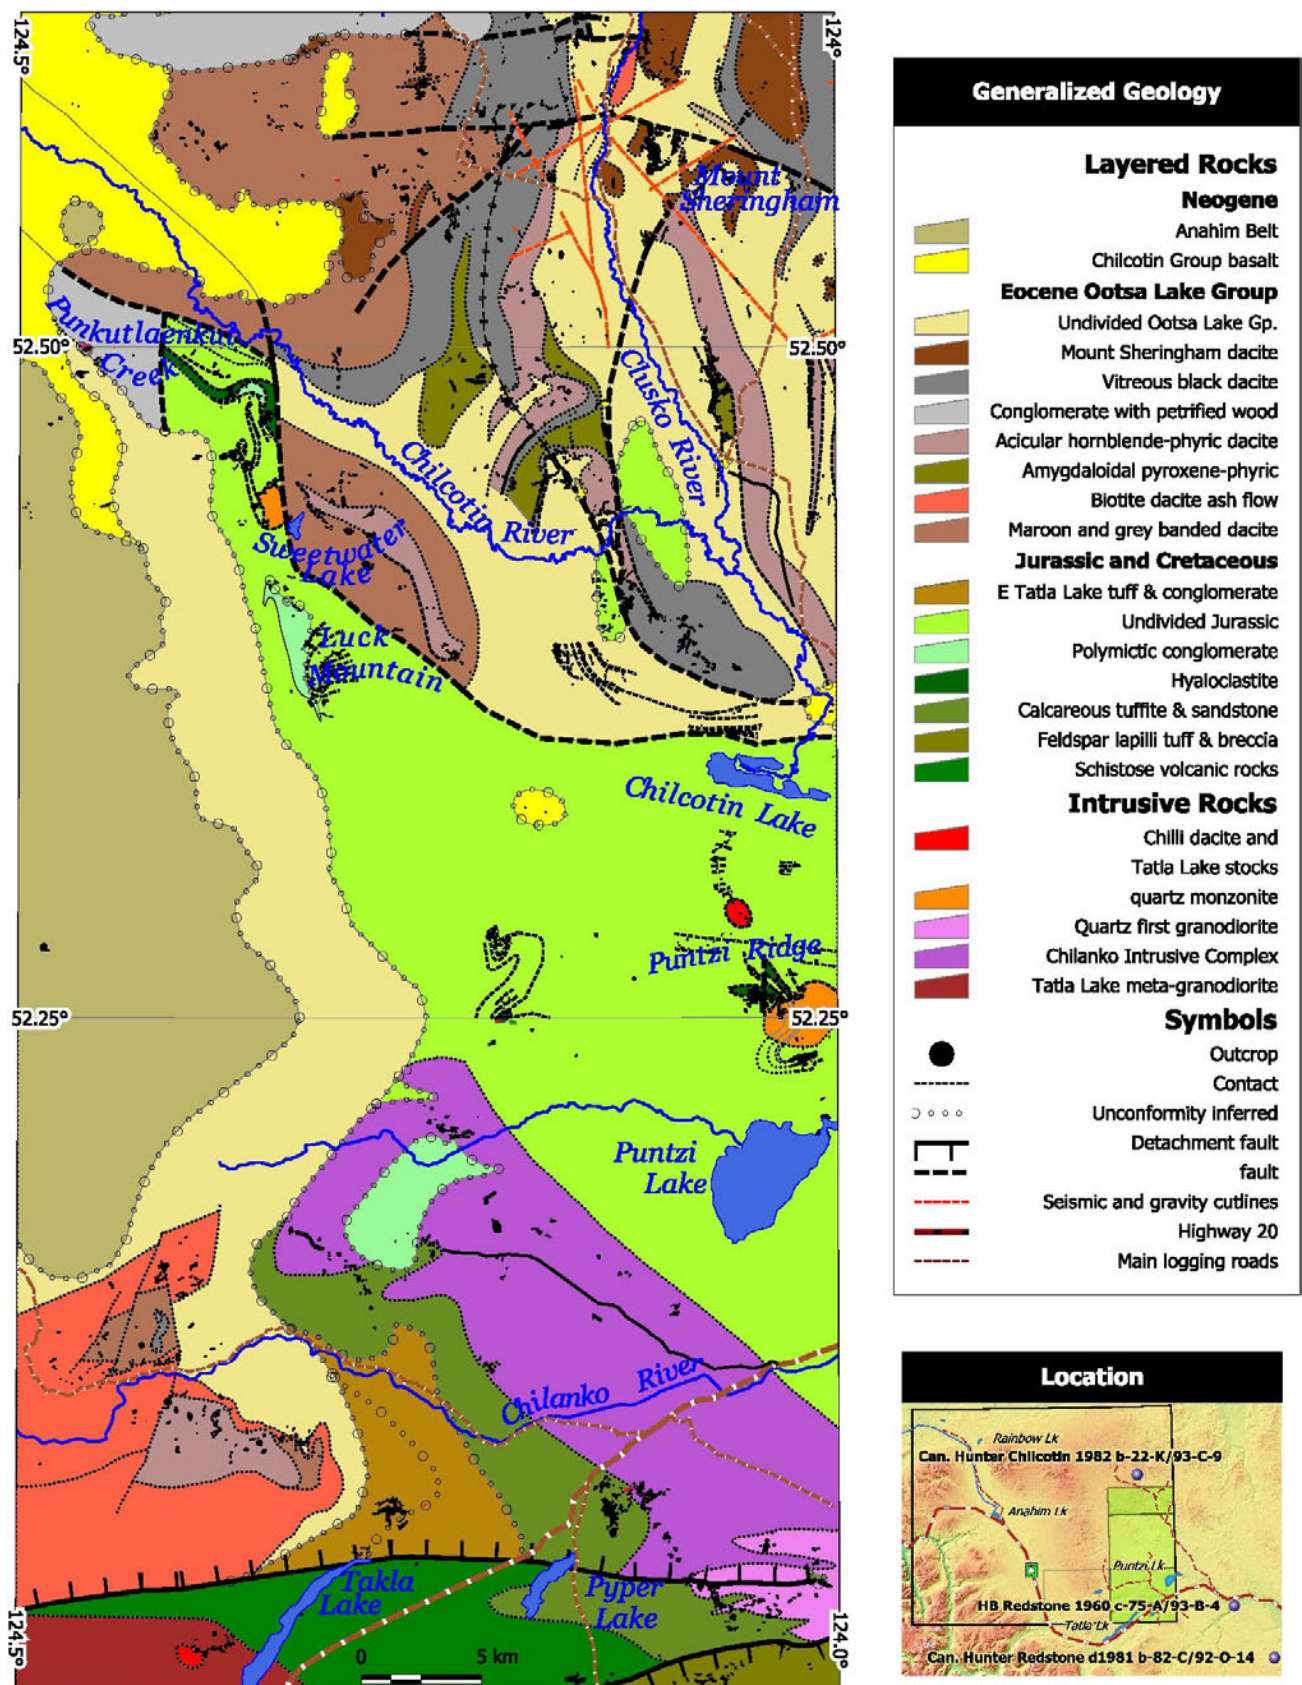 124.5°
124°
Mount
Sheringham
Punkutlaenkut
Creek
52.50°
52.50°
Clusko River
Chilcotin
River
Sweetwater
Lake
Luck
Mountain
Chilcotin Lake
Puntzi Ridge
52.25°
52.25°
Puntzi
Lake
Chilanko River
Takla
Lake
Pyper
Lake
124.5°
124.0°
0 5 km
Generalized Geology
Layered Rocks
Neogene
Anahim Belt
Chilcotin Group basalt
Eocene Ootsa Lake Group
Undivided Ootsa Lake Gp.
Mount Sheringham dacite
Vitreous black dacite
Conglomerate with petrified wood
Acicular hornblende-phyric dacite
Amygdaloidal pyroxene-phyric
Biotite dacite ash flow
Maroon and grey banded dacite
Jurassic and Cretaceous
E Tatla Lake tuff & conglomerate
Undivided Jurassic
Polymictic conglomerate
Hyaloclastite
Calcareous tuffite & sandstone
Feldspar lapilli tuff & breccia
Schistose volcanic rocks
Intrusive Rocks
Chilli dacite and
Tatla Lake stocks
quartz monzonite
Quartz first granodiorite
Chilanko Intrusive Complex
Tatla Lake meta-granodiorite
Symbols
Outcrop
Contact
Unconformity inferred
Detachment fault
fault
Seismic and gravity cutlines
Highway 20
Main logging roads
Location
Rainbow Lk
Can. Hunter Chilcotin 1982 b-22-K/93-C-9
Anahim Lk
Puntzi Lk
HB Redstone 1960 c-75-A/93-B-4
Tatla Lk
Can. Hunter Redstone d1981 b-82-C/92-O-14